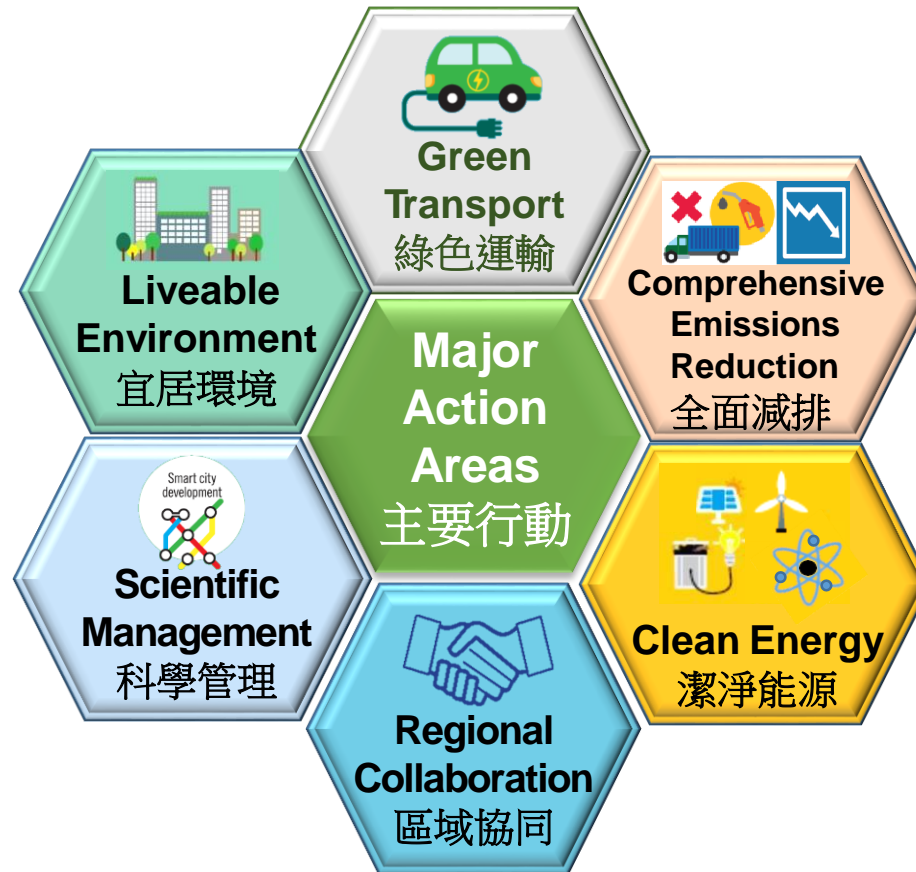 Green
Transport
綠色運輸
Liveable
Environment
宜居環境
Comprehensive
Emissions
Reduction
全面減排
Major
Action
Areas
主要行動
Smart city
development
Scientific
Management
科學管理
Clean Energy
潔淨能源
Regional
Collaboration
區域協同